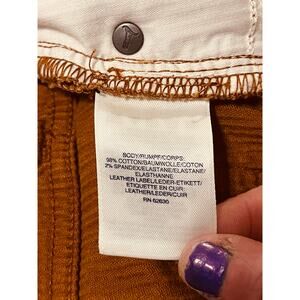 BODY/RUMPF/CORPS:
98% COTTON/BAUMWOLLE/COTON
2% SPANDEX/ELASTANE/ELASTANE/
ELASTHANNE
LEATHER LABEL/LEDER-ETIKETT/
ETIQUETTE EN CUIR:
LEATHER/LEDER/CUIR
RN 62636